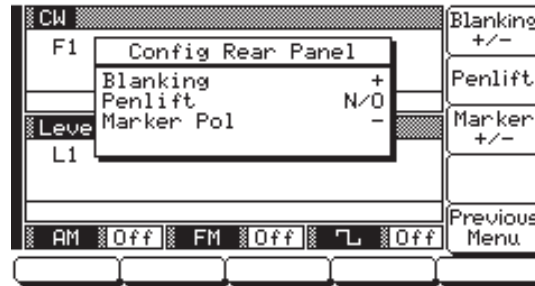 CW
F1
Config Rear Panel
Blanking +
Penlift N/O
Marker Pol -
Leve
L1
AM Off FM Off Off
Blanking
+/-
Penlift
Marker
+/-
Previous
Menu